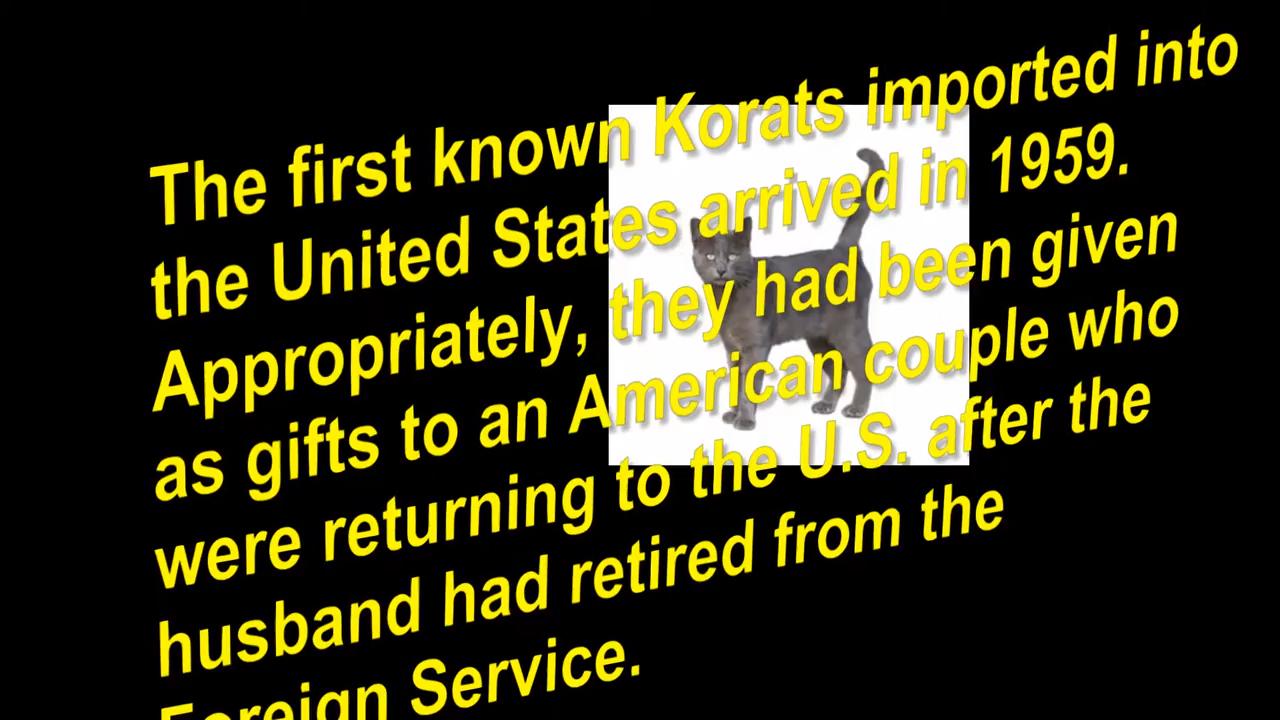 The first known Korats imported into
the United States arrived in 1959.
Appropriately, they had been given
as gifts to an American couple who
were returning to the U.S. after the
husband had retired from the
Foreign Service.